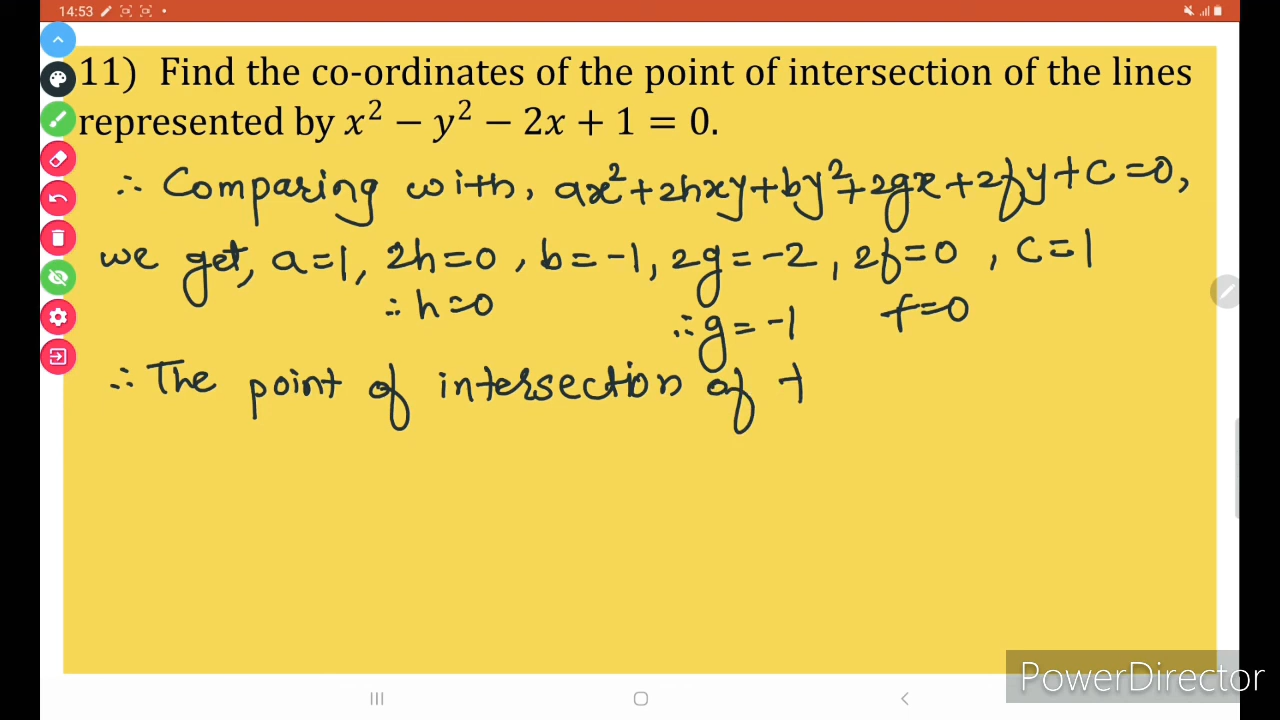 14:53
11) Find the co-ordinates of the point of intersection of the lines
represented by x² − y² − 2x + 1 = 0.
∴ Comparing with, ax²+2hxy+by²+2gx+2fy+c=0,
we get, a=1, 2h=0, b=-1, 2g=-2, 2f=0, c=1
∴ h=0 ∴ g=-1 f=0
∴ The point of intersection of t
PowerDirector